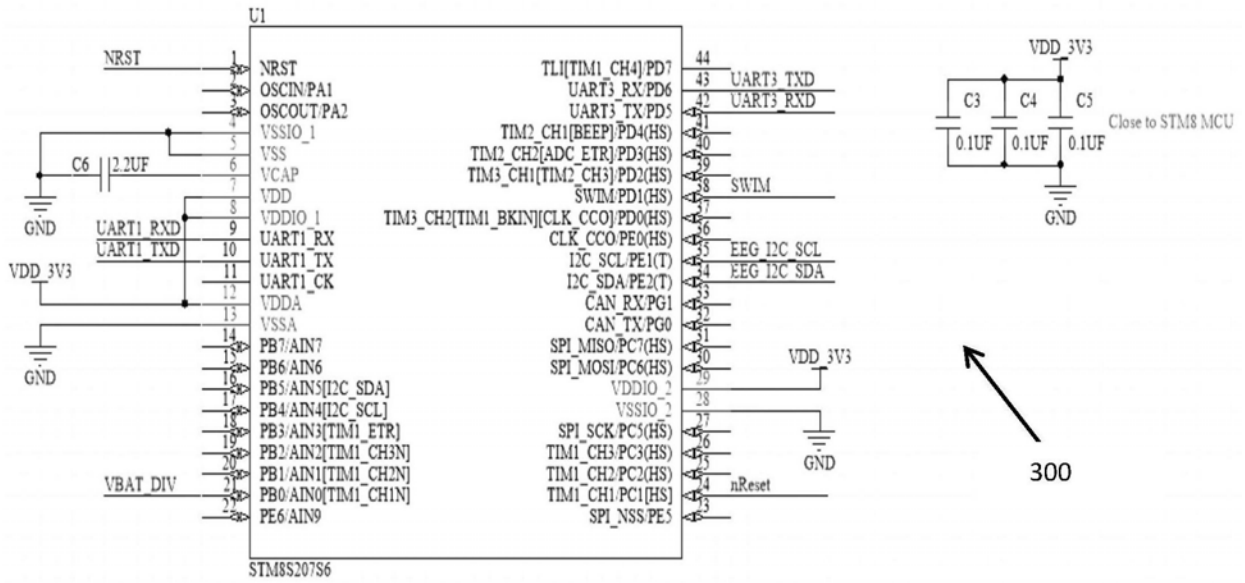 U1
NRST 1 NRST
2 OSCIN/PA1
3 OSCOUT/PA2
4 VSSIO_1
5 VSS
C6 2.2UF 6 VCAP
7 VDD
8 VDDIO_1
GND
UART1_RXD 9 UART1_RX
UART1_TXD 10 UART1_TX
11 UART1_CK
VDD_3V3
12 VDDA
13 VSSA
GND
14 PB7/AIN7
15 PB6/AIN6
16 PB5/AIN5[I2C_SDA]
17 PB4/AIN4[I2C_SCL]
18 PB3/AIN3[TIM1_ETR]
19 PB2/AIN2[TIM1_CH3N]
20 PB1/AIN1[TIM1_CH2N]
VBAT_DIV 21 PB0/AIN0[TIM1_CH1N]
22 PE6/AIN9
STM8S207S6
TLI[TIM1_CH4]/PD7 44
UART3_RX/PD6 43 UART3_TXD
UART3_TX/PD5 42 UART3_RXD
TIM2_CH1[BEEP]/PD4(HS) 41
TIM2_CH2[ADC_ETR]/PD3(HS) 40
TIM3_CH1[TIM2_CH3]/PD2(HS) 39
SWIM/PD1(HS) 38 SWIM
TIM3_CH2[TIM1_BKIN][CLK_CCO]/PD0(HS) 37
CLK_CCO/PE0(HS) 36
I2C_SCL/PE1(T) 35 EEG_I2C_SCL
I2C_SDA/PE2(T) 34 EEG_I2C_SDA
CAN_RX/PG1 33
CAN_TX/PG0 32
SPI_MISO/PC7(HS) 31
SPI_MOSI/PC6(HS) 30
VDD_3V3
VDDIO_2 29
VSSIO_2 28
SPI_SCK/PC5(HS) 27
GND
TIM1_CH3/PC3(HS) 26
TIM1_CH2/PC2(HS) 25
TIM1_CH1/PC1[HS] 24 nReset
SPI_NSS/PE5 23
VDD_3V3
C3 C4 C5
0.1UF 0.1UF 0.1UF
Close to STM8 MCU
GND
300